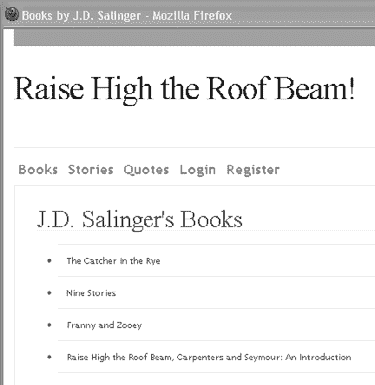 Books by J.D. Salinger - Mozilla Firefox
Raise High the Roof Beam!
Books Stories Quotes Login Register
J.D. Salinger's Books
The Catcher in the Rye
Nine Stories
Franny and Zooey
Raise High the Roof Beam, Carpenters and Seymour: An Introduction